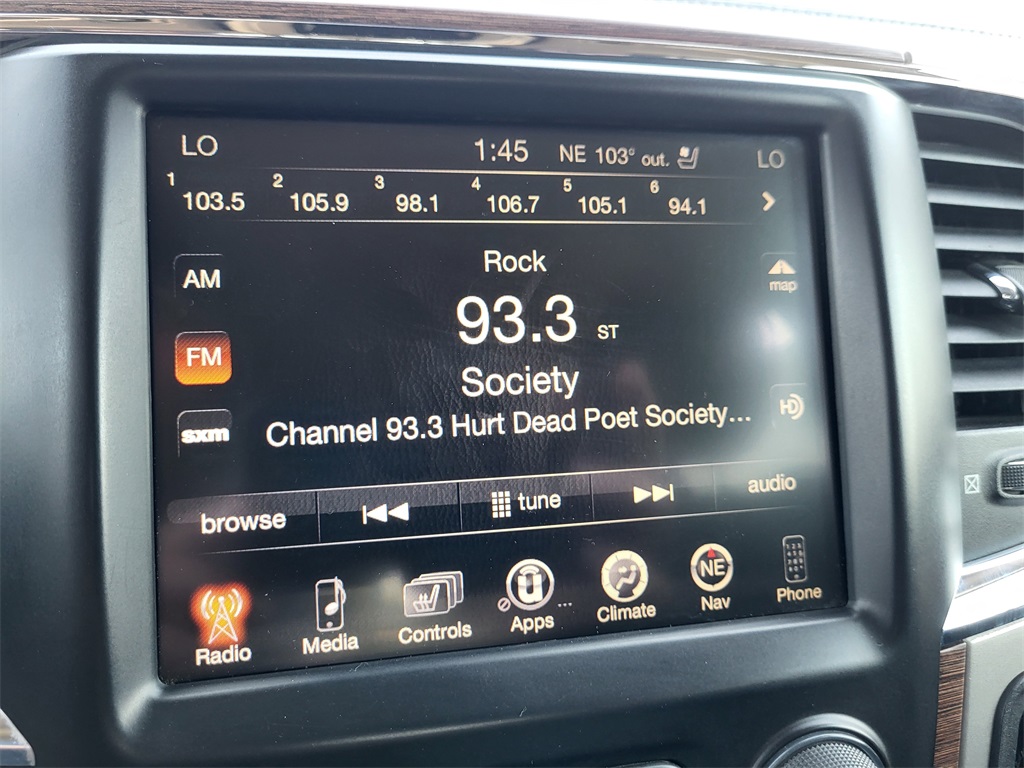 LO 1:45 NE 103° out. LO
1 103.5 2 105.9 3 98.1 4 106.7 5 105.1 6 94.1
Rock
AM
map
93.3 ST
FM
Society
HD
sxm
Channel 93.3 Hurt Dead Poet Society...
browse tune audio
NE
Radio Media Controls Apps ... Climate Nav Phone